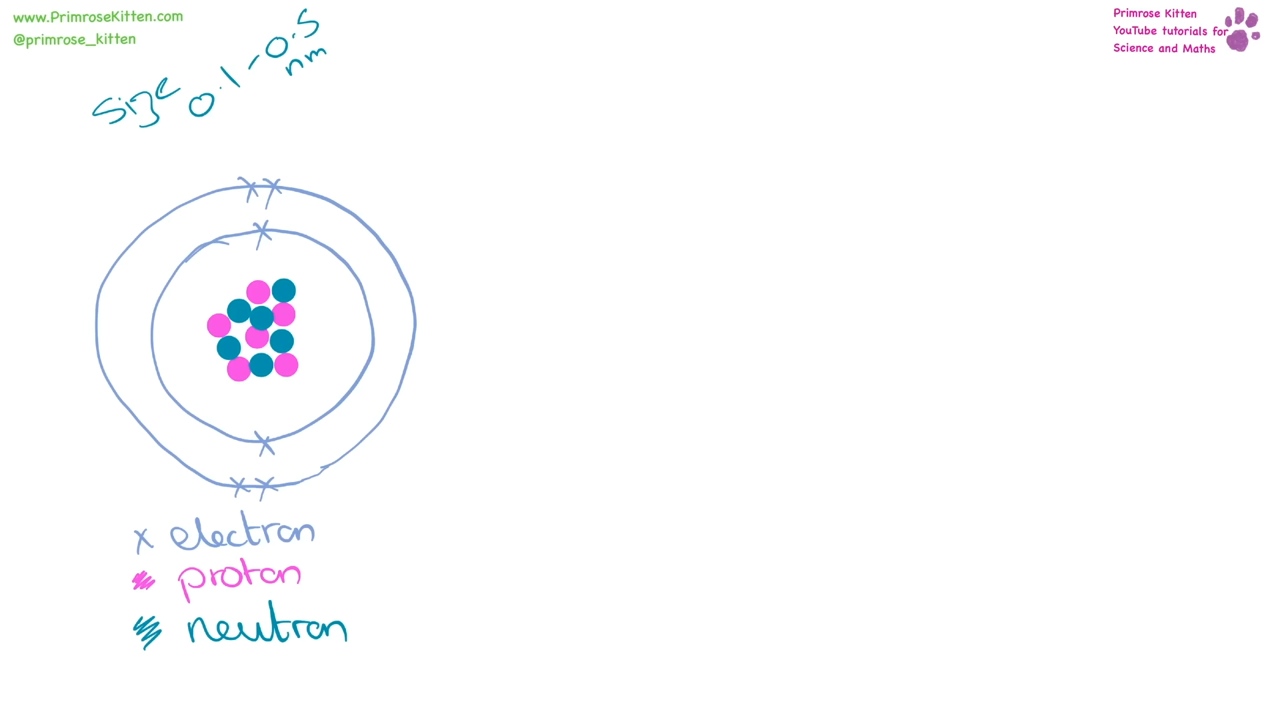 www.PrimroseKitten.com
@primrose_kitten
Primrose Kitten
YouTube tutorials for
Science and Maths
Size 0.1-0.5
nm
x electron
proton
neutron